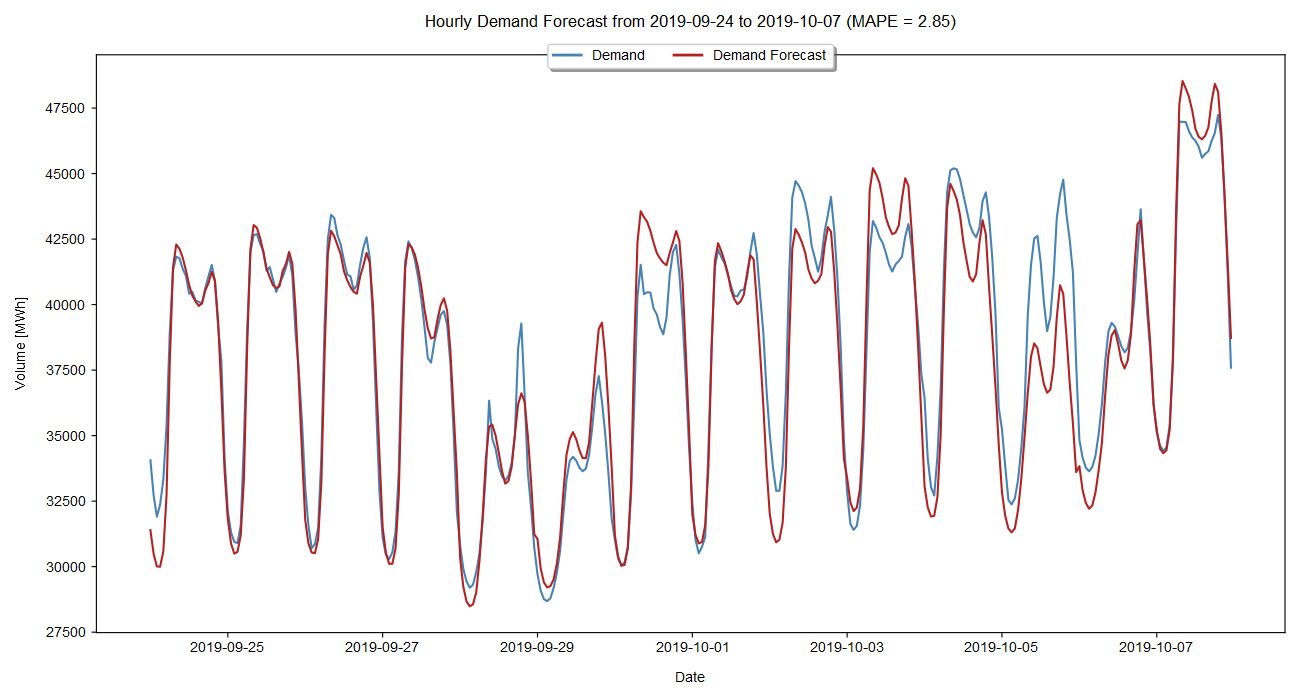 Hourly Demand Forecast from 2019-09-24 to 2019-10-07 (MAPE = 2.85)
Demand Demand Forecast
47500
45000
42500
40000
37500
35000
32500
30000
27500
Volume [MWh]
2019-09-25 2019-09-27 2019-09-29 2019-10-01 2019-10-03 2019-10-05 2019-10-07
Date